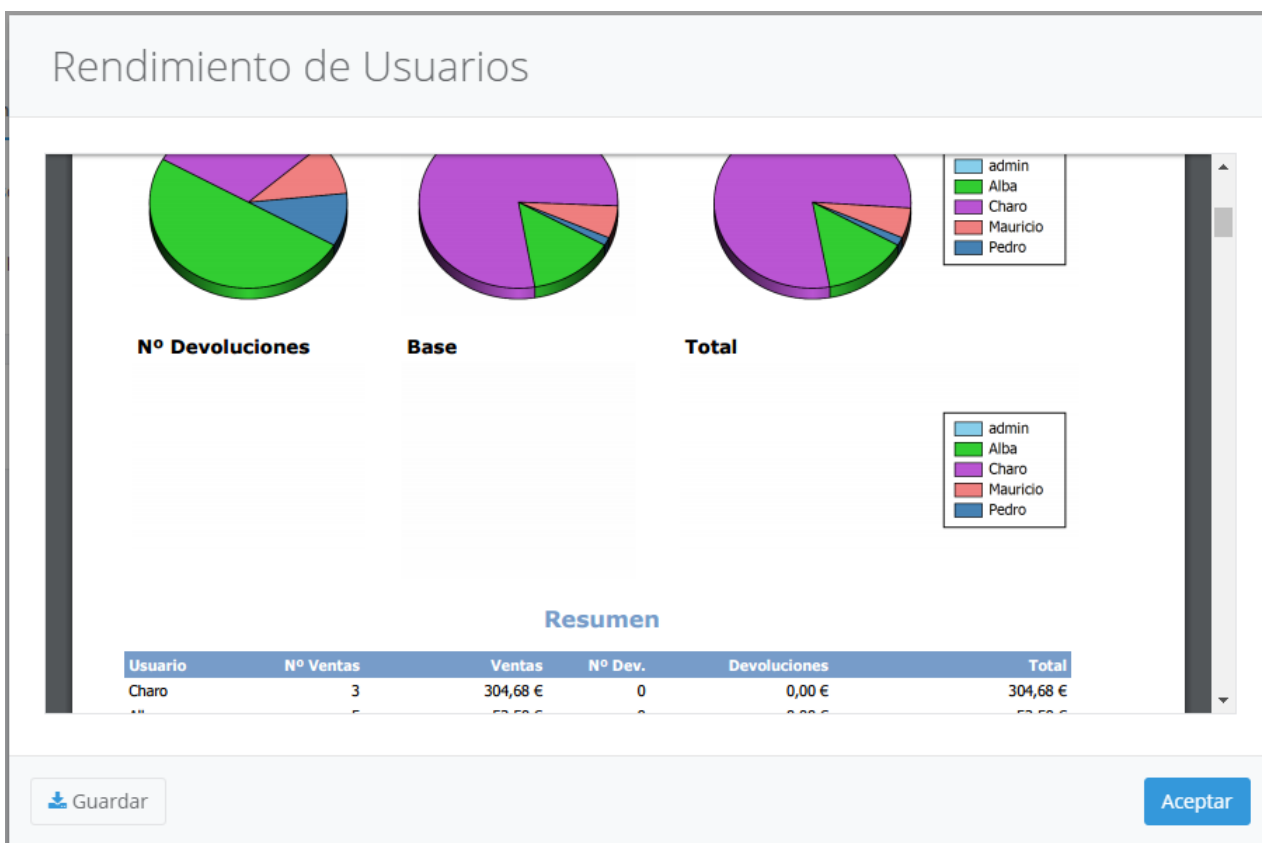 Rendimiento de Usuarios
admin
Alba
Charo
Mauricio
Pedro
Nº Devoluciones Base Total
admin
Alba
Charo
Mauricio
Pedro
Resumen
Usuario Nº Ventas Ventas Nº Dev. Devoluciones Total
Charo 3 304,68 € 0 0,00 € 304,68 €
Guardar Aceptar